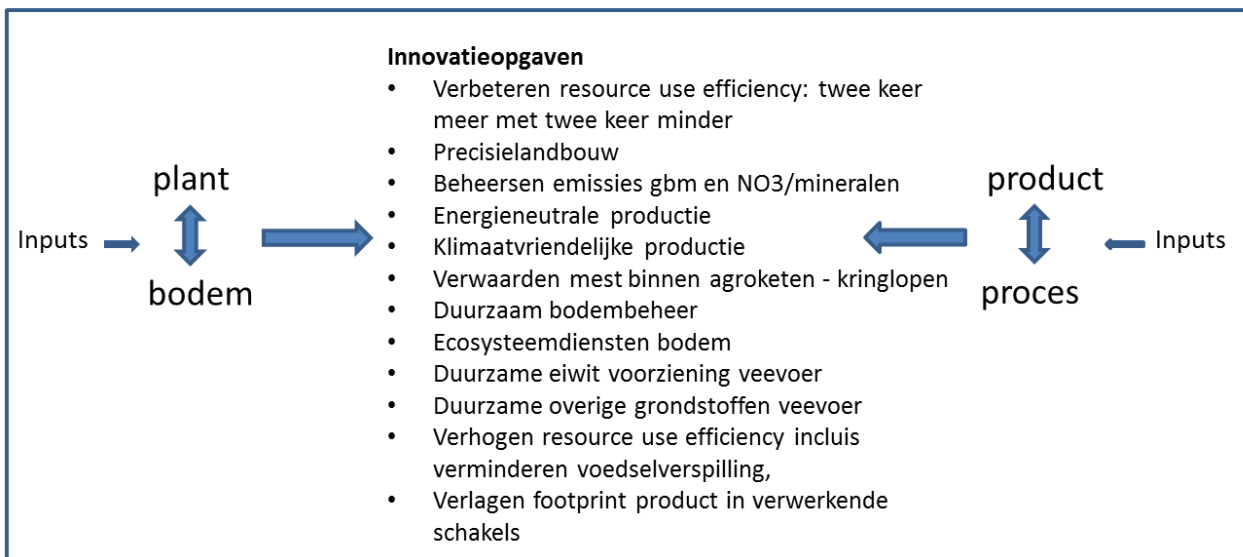 Innovatieopgaven
• Verbeteren resource use efficiency: twee keer
meer met twee keer minder
• Precisielandbouw
• Beheersen emissies gbm en NO3/mineralen
• Energieneutrale productie
• Klimaatvriendelijke productie
• Verwaarden mest binnen agroketen - kringlopen
• Duurzaam bodembeheer
• Ecosysteemdiensten bodem
• Duurzame eiwit voorziening veevoer
• Duurzame overige grondstoffen veevoer
• Verhogen resource use efficiency incluis
verminderen voedselverspilling,
• Verlagen footprint product in verwerkende
schakels
plant
Inputs
bodem
product
Inputs
proces